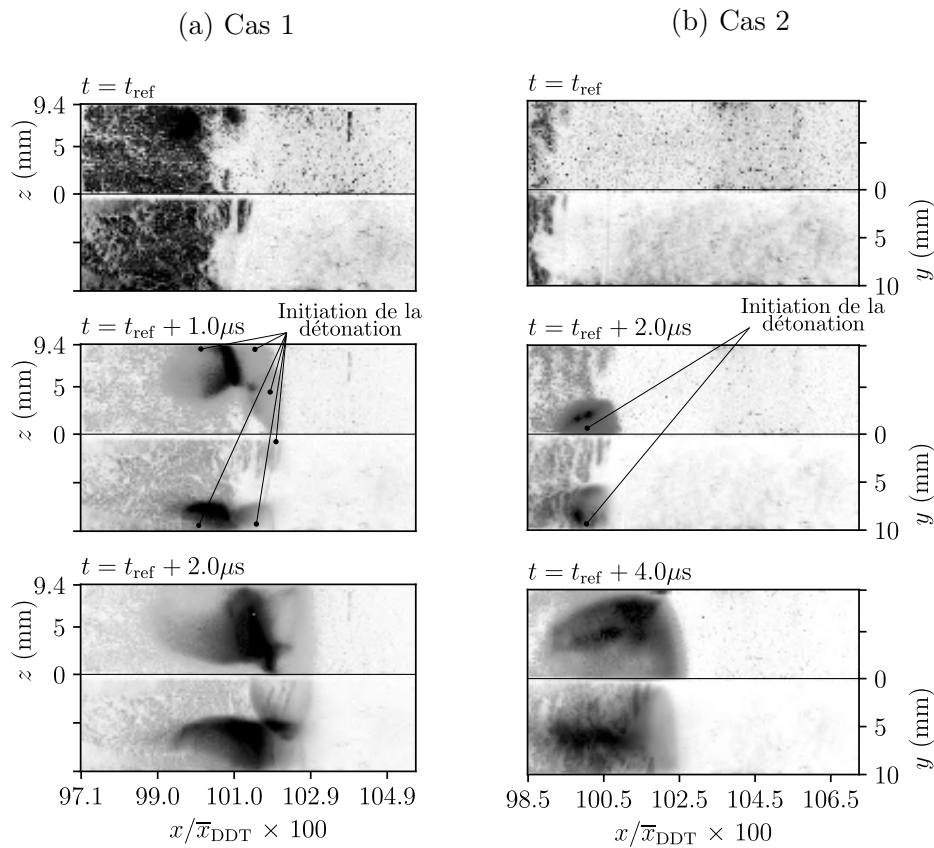 (a) Cas 1
(b) Cas 2
t = t_ref
9.4
5
0
z (mm)
t = t_ref
0
5
10
y (mm)
Initiation de la
détonation
t = t_ref + 1.0μs
9.4
5
0
z (mm)
Initiation de la
détonation
t = t_ref + 2.0μs
0
5
10
y (mm)
t = t_ref + 2.0μs
9.4
5
0
z (mm)
97.1 99.0 101.0 102.9 104.9
x/x̅_DDT × 100
t = t_ref + 4.0μs
0
5
10
y (mm)
98.5 100.5 102.5 104.5 106.5
x/x̅_DDT × 100